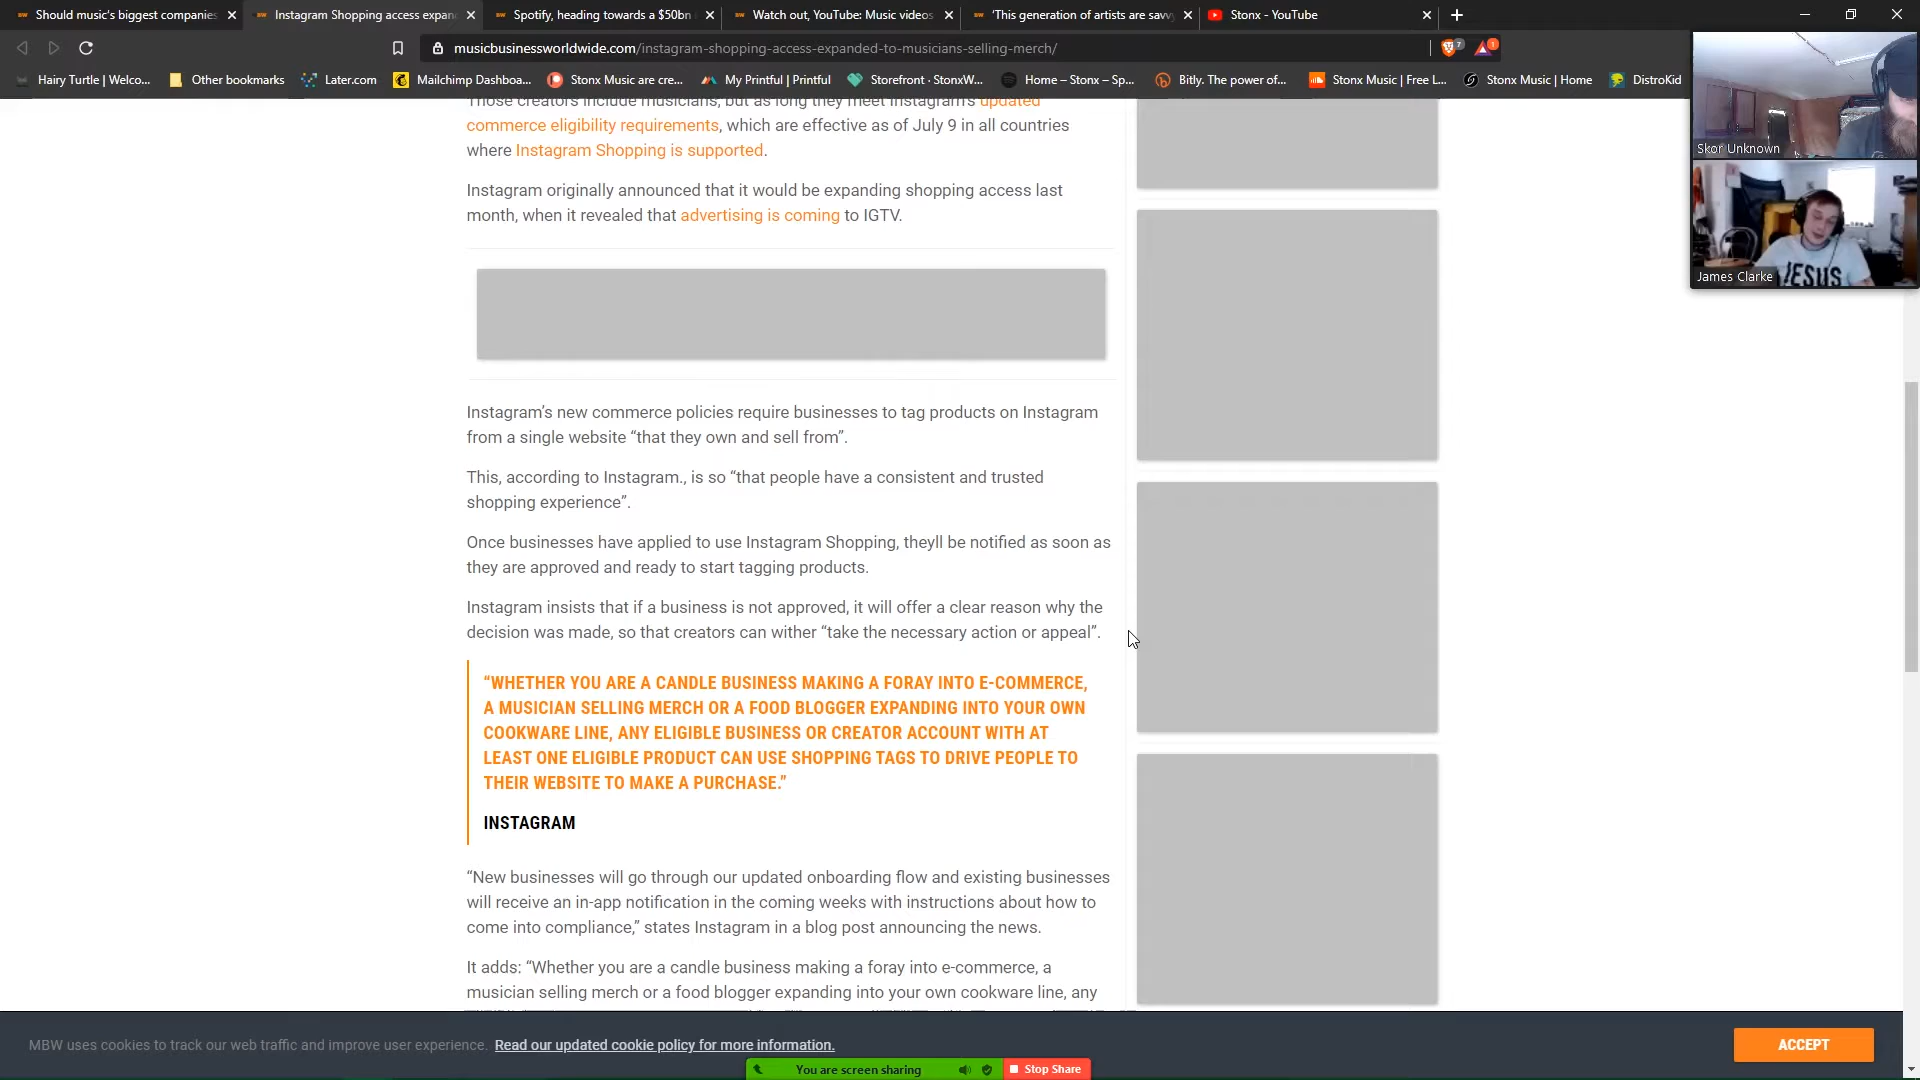 Should music's biggest companies
Instagram Shopping access expan
Spotify, heading towards a $50bn
Watch out, YouTube: Music videos
'This generation of artists are savvy
Stonx - YouTube
musicbusinessworldwide.com/instagram-shopping-access-expanded-to-musicians-selling-merch/
7
1
Hairy Turtle | Welco...
Other bookmarks
Later.com
Mailchimp Dashboa...
Stonx Music are cre...
My Printful | Printful
Storefront · StonxW...
Home – Stonx – Sp...
Bitly. The power of...
Stonx Music | Free L...
Stonx Music | Home
DistroKid
Those creators include musicians, but as long they meet Instagram's updated
commerce eligibility requirements, which are effective as of July 9 in all countries
where Instagram Shopping is supported.
Instagram originally announced that it would be expanding shopping access last
month, when it revealed that advertising is coming to IGTV.
Instagram's new commerce policies require businesses to tag products on Instagram
from a single website “that they own and sell from”.
This, according to Instagram., is so “that people have a consistent and trusted
shopping experience”.
Once businesses have applied to use Instagram Shopping, theyll be notified as soon as
they are approved and ready to start tagging products.
Instagram insists that if a business is not approved, it will offer a clear reason why the
decision was made, so that creators can wither “take the necessary action or appeal”.
“WHETHER YOU ARE A CANDLE BUSINESS MAKING A FORAY INTO E-COMMERCE,
A MUSICIAN SELLING MERCH OR A FOOD BLOGGER EXPANDING INTO YOUR OWN
COOKWARE LINE, ANY ELIGIBLE BUSINESS OR CREATOR ACCOUNT WITH AT
LEAST ONE ELIGIBLE PRODUCT CAN USE SHOPPING TAGS TO DRIVE PEOPLE TO
THEIR WEBSITE TO MAKE A PURCHASE.”
INSTAGRAM
“New businesses will go through our updated onboarding flow and existing businesses
will receive an in-app notification in the coming weeks with instructions about how to
come into compliance,” states Instagram in a blog post announcing the news.
It adds: “Whether you are a candle business making a foray into e-commerce, a
musician selling merch or a food blogger expanding into your own cookware line, any
MBW uses cookies to track our web traffic and improve user experience. Read our updated cookie policy for more information.
ACCEPT
You are screen sharing
Stop Share
Skor Unknown
JESUS
James Clarke